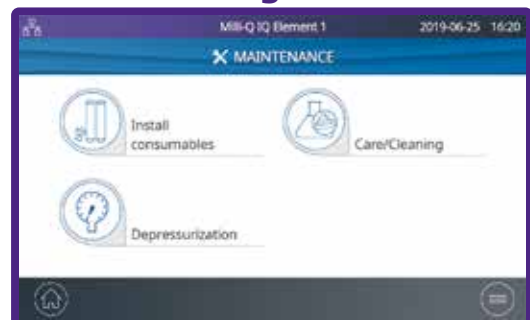 Milli-Q IQ Element 1
2019-06-25 16:20
MAINTENANCE
Install
consumables
Care/Cleaning
Depressurization